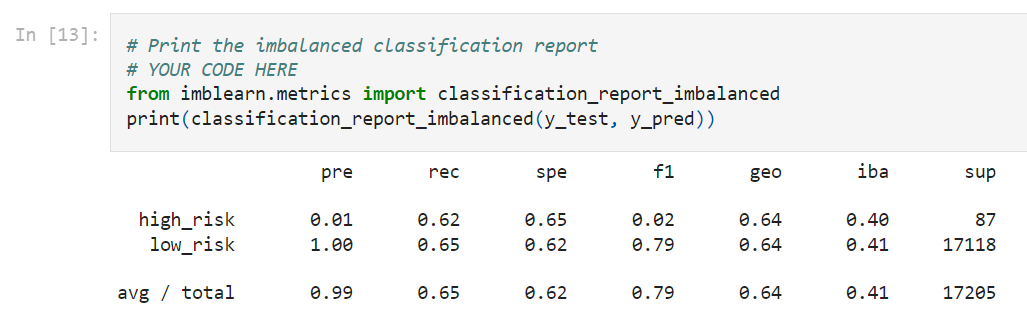 In [13]:
# Print the imbalanced classification report
# YOUR CODE HERE
from imblearn.metrics import classification_report_imbalanced
print(classification_report_imbalanced(y_test, y_pred))
pre rec spe f1 geo iba sup
high_risk 0.01 0.62 0.65 0.02 0.64 0.40 87
low_risk 1.00 0.65 0.62 0.79 0.64 0.41 17118
avg / total 0.99 0.65 0.62 0.79 0.64 0.41 17205